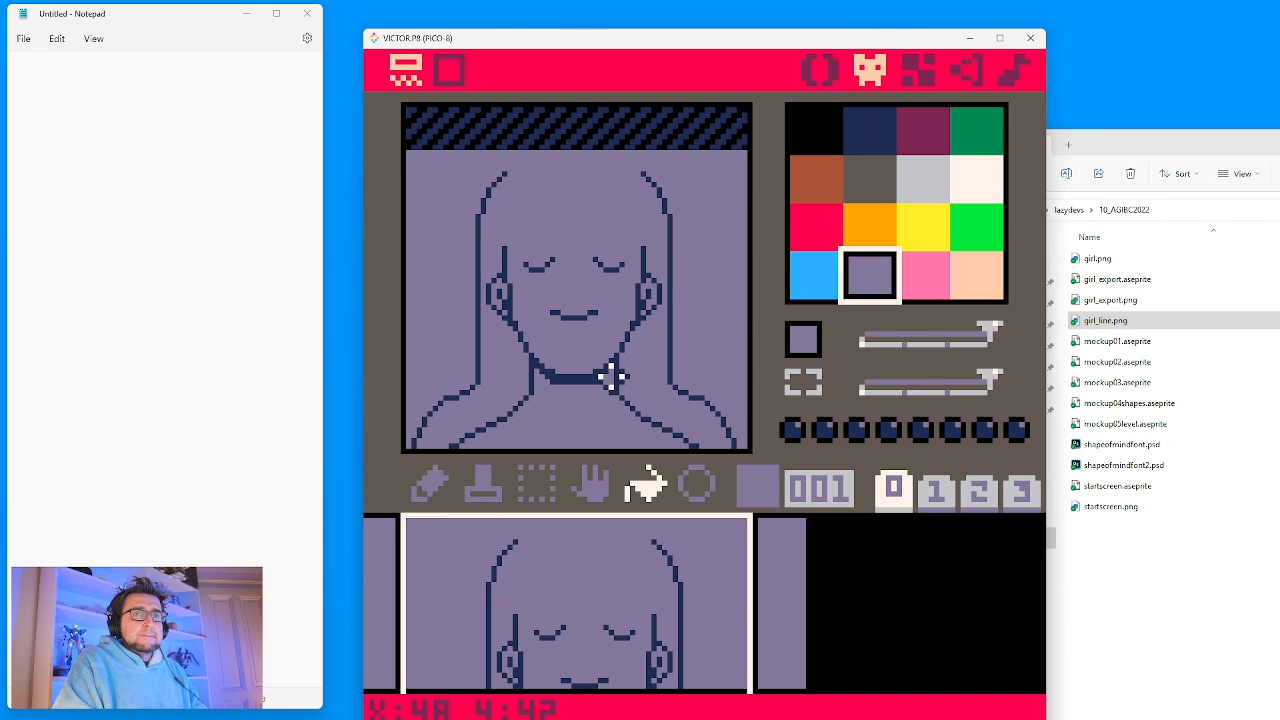 Untitled - Notepad
File Edit View
VICTOR.P8 (PICO-8)
001 0 1 2 3
X:48 Y:42
Sort View
lazydevs > 10_AGIBC2022
Name
girl.png
girl_export.aseprite
girl_export.png
girl_line.png
mockup01.aseprite
mockup02.aseprite
mockup03.aseprite
mockup04shapes.aseprite
mockup05level.aseprite
shapeofmindfont.psd
shapeofmindfont2.psd
startscreen.aseprite
startscreen.png